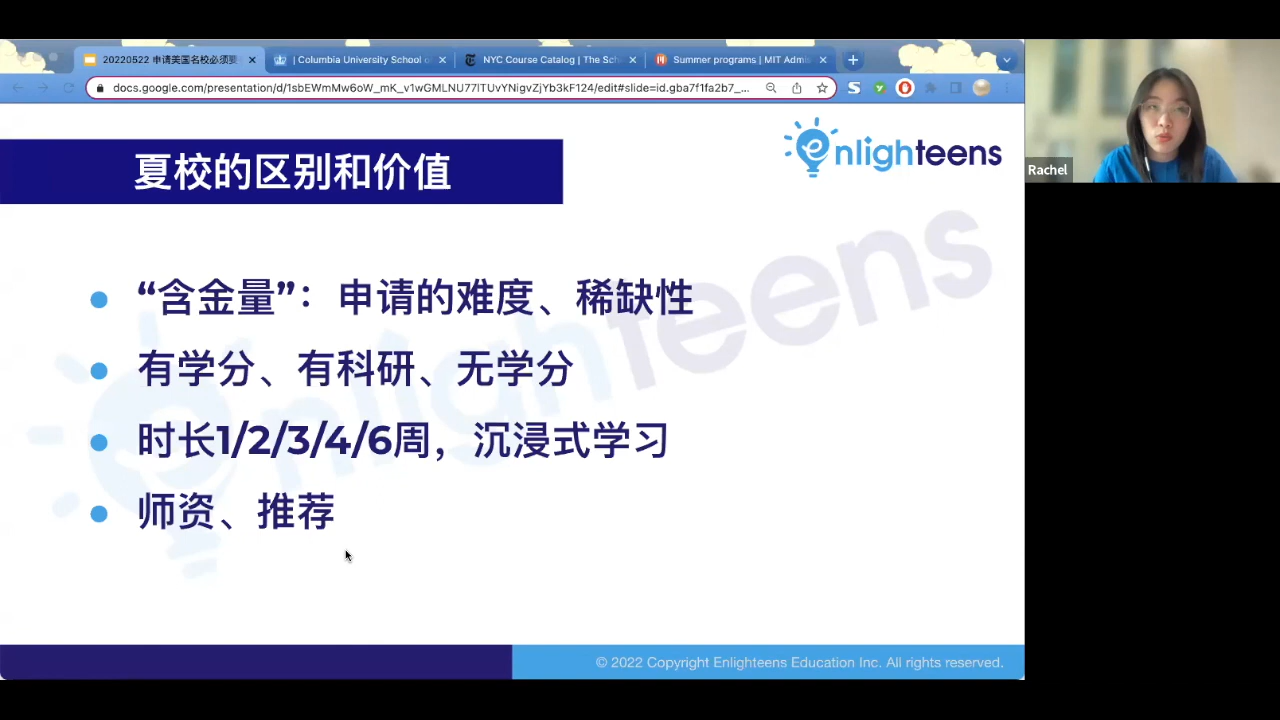 20220522 申请美国名校必须要
| Columbia University School o
NYC Course Catalog | The Sch
Summer programs | MIT Admis
docs.google.com/presentation/d/1sbEWmMw6oW_mK_v1wGMLNU77lTUvYNigvZjYb3kF124/edit#slide=id.gba7f1fa2b7_...
夏校的区别和价值
enlighteens
Rachel
“含金量”：申请的难度、稀缺性
有学分、有科研、无学分
时长1/2/3/4/6周，沉浸式学习
师资、推荐
enlighteens
© 2022 Copyright Enlighteens Education Inc. All rights reserved.